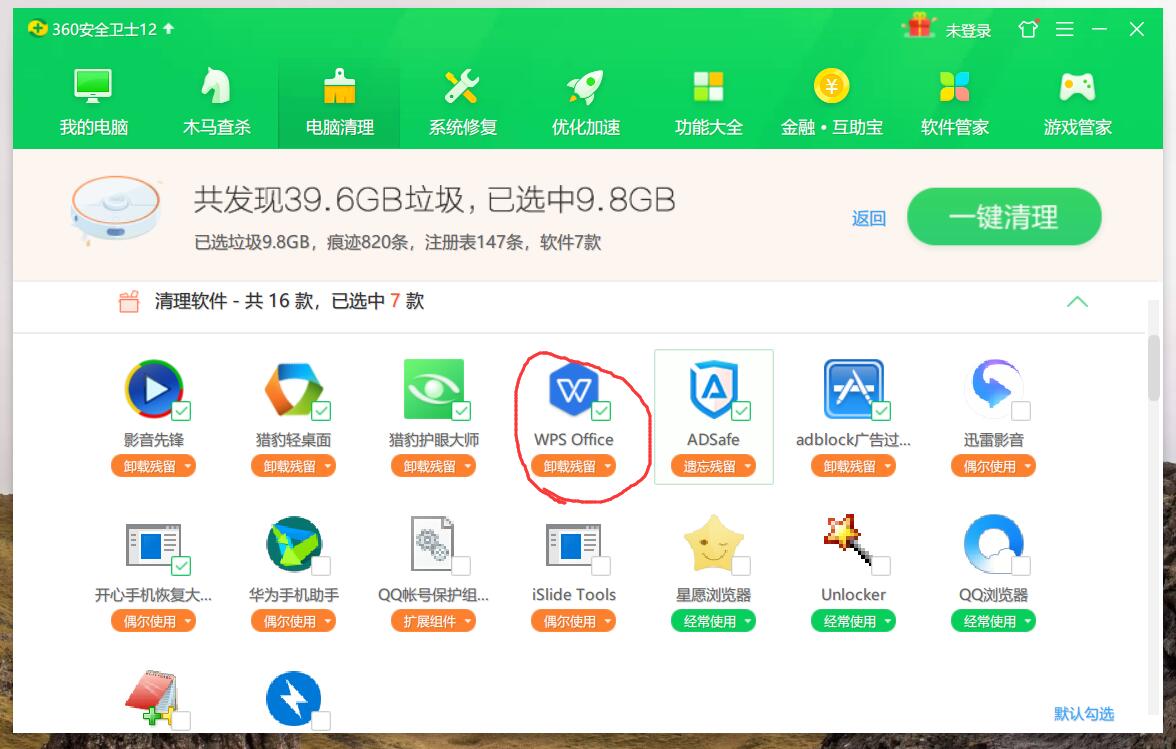 360安全卫士12
未登录
我的电脑
木马查杀
电脑清理
系统修复
优化加速
功能大全
金融·互助宝
软件管家
游戏管家
共发现39.6GB垃圾,已选中9.8GB
已选垃圾9.8GB，痕迹820条，注册表147条，软件7款
返回
一键清理
清理软件 - 共 16 款，已选中 7 款
影音先锋
猎豹轻桌面
猎豹护眼大师
WPS Office
ADSafe
adblock广告过...
迅雷影音
卸载残留
卸载残留
卸载残留
卸载残留
遗忘残留
卸载残留
偶尔使用
开心手机恢复大...
华为手机助手
QQ帐号保护组...
iSlide Tools
星愿浏览器
Unlocker
QQ浏览器
偶尔使用
偶尔使用
扩展组件
偶尔使用
经常使用
经常使用
经常使用
默认勾选